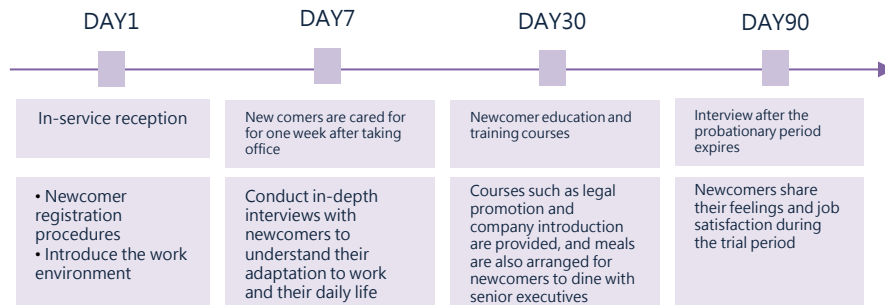 DAY1
DAY7
DAY30
DAY90
In-service reception
New comers are cared for
for one week after taking
office
Newcomer education and
training courses
Interview after the
probationary period
expires
• Newcomer
registration
procedures
• Introduce the work
environment
Conduct in-depth
interviews with
newcomers to
understand their
adaptation to work
and their daily life
Courses such as legal
promotion and
company introduction
are provided, and meals
are also arranged for
newcomers to dine with
senior executives
Newcomers share
their feelings and job
satisfaction during
the trial period